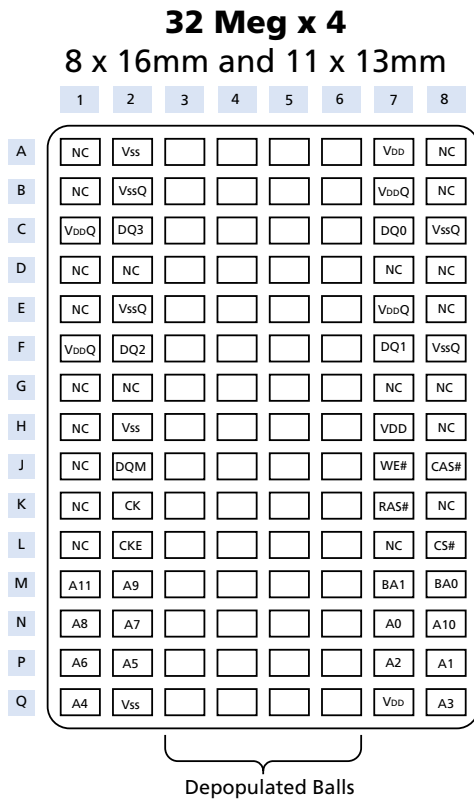 32 Meg x 4
8 x 16mm and 11 x 13mm
1 2 3 4 5 6 7 8
A NC Vss VDD NC
B NC VssQ VDDQ NC
C VDDQ DQ3 DQ0 VssQ
D NC NC NC NC
E NC VssQ VDDQ NC
F VDDQ DQ2 DQ1 VssQ
G NC NC NC NC
H NC Vss VDD NC
J NC DQM WE# CAS#
K NC CK RAS# NC
L NC CKE NC CS#
M A11 A9 BA1 BA0
N A8 A7 A0 A10
P A6 A5 A2 A1
Q A4 Vss VDD A3
Depopulated Balls